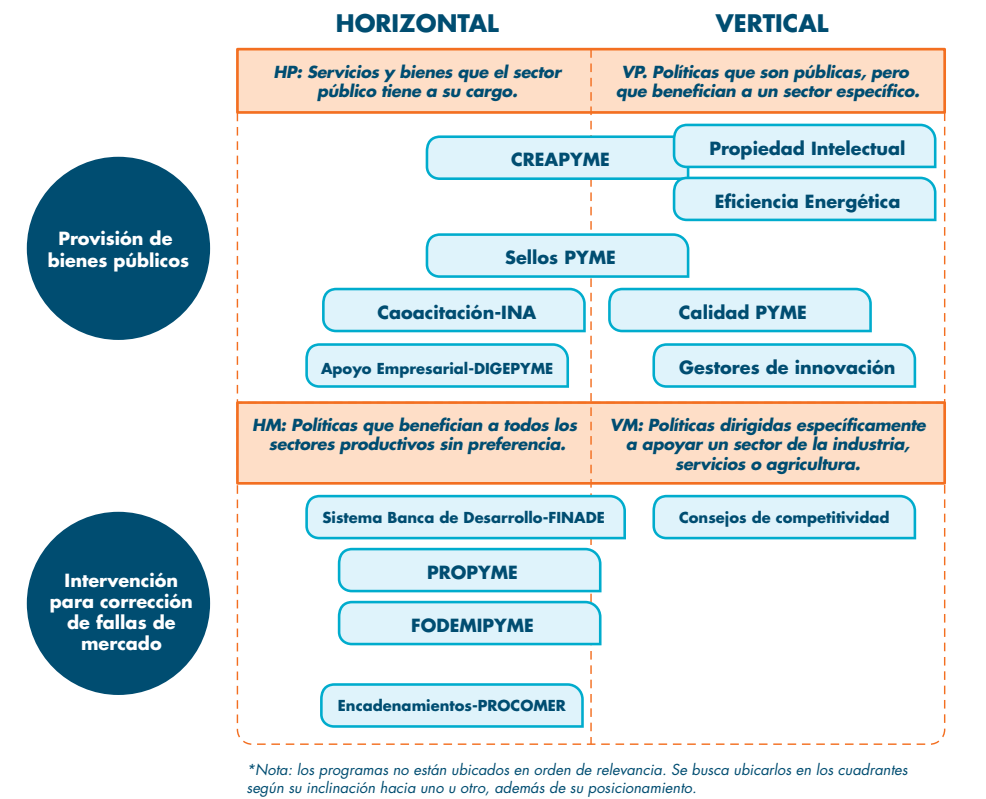 HORIZONTAL
VERTICAL
HP: Servicios y bienes que el sector
público tiene a su cargo.
VP. Políticas que son públicas, pero
que benefician a un sector específico.
Provisión de
bienes públicos
CREAPYME
Propiedad Intelectual
Eficiencia Energética
Sellos PYME
Caoacitación-INA
Calidad PYME
Apoyo Empresarial-DIGEPYME
Gestores de innovación
HM: Políticas que benefician a todos los
sectores productivos sin preferencia.
VM: Políticas dirigidas específicamente
a apoyar un sector de la industria,
servicios o agricultura.
Intervención
para corrección
de fallas de
mercado
Sistema Banca de Desarrollo-FINADE
Consejos de competitividad
PROPYME
FODEMIPYME
Encadenamientos-PROCOMER
*Nota: los programas no están ubicados en orden de relevancia. Se busca ubicarlos en los cuadrantes
según su inclinación hacia uno u otro, además de su posicionamiento.